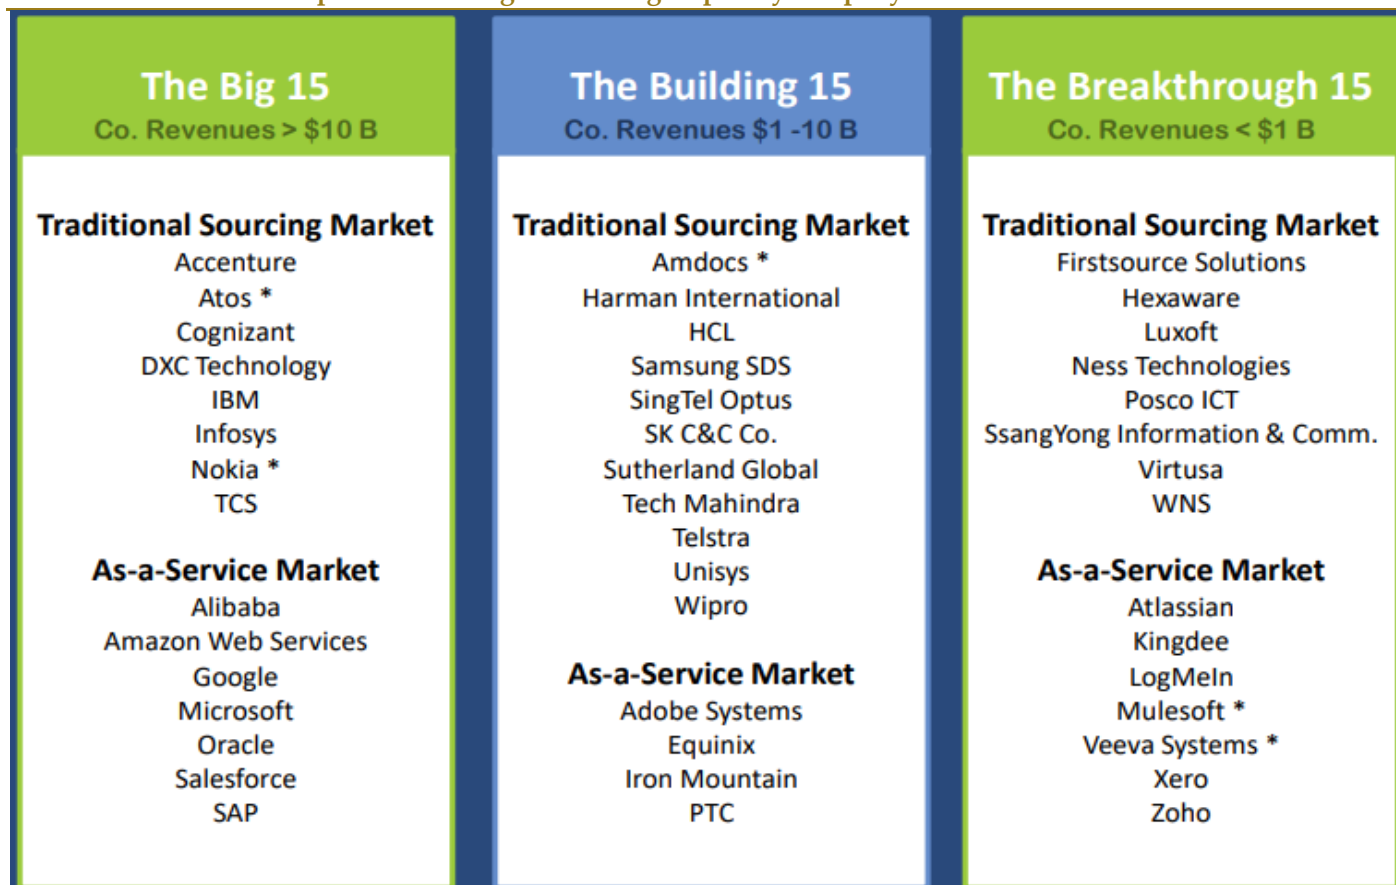 The Big 15
Co. Revenues > $10 B
Traditional Sourcing Market
Accenture
Atos *
Cognizant
DXC Technology
IBM
Infosys
Nokia *
TCS
As-a-Service Market
Alibaba
Amazon Web Services
Google
Microsoft
Oracle
Salesforce
SAP
The Building 15
Co. Revenues $1 -10 B
Traditional Sourcing Market
Amdocs *
Harman International
HCL
Samsung SDS
SingTel Optus
SK C&C Co.
Sutherland Global
Tech Mahindra
Telstra
Unisys
Wipro
As-a-Service Market
Adobe Systems
Equinix
Iron Mountain
PTC
The Breakthrough 15
Co. Revenues < $1 B
Traditional Sourcing Market
Firstsource Solutions
Hexaware
Luxoft
Ness Technologies
Posco ICT
SsangYong Information & Comm.
Virtusa
WNS
As-a-Service Market
Atlassian
Kingdee
LogMeIn
Mulesoft *
Veeva Systems *
Xero
Zoho